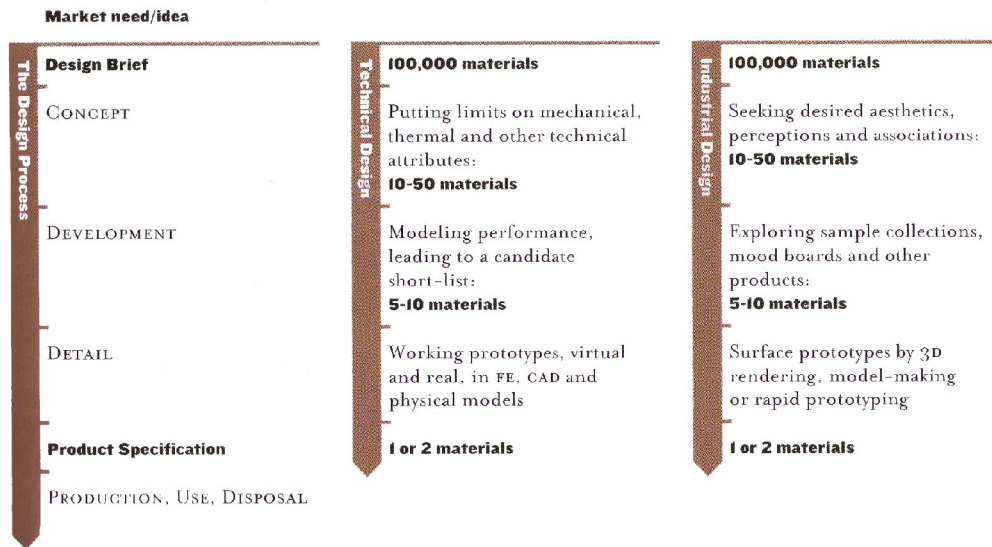 Market need/idea
The Design Process
Design Brief
CONCEPT
DEVELOPMENT
DETAIL
Product Specification
PRODUCTION, USE, DISPOSAL
Technical Design
100,000 materials
Putting limits on mechanical,
thermal and other technical
attributes:
10-50 materials
Modeling performance,
leading to a candidate
short-list:
5-10 materials
Working prototypes, virtual
and real, in FE, CAD and
physical models
1 or 2 materials
Industrial Design
100,000 materials
Seeking desired aesthetics,
perceptions and associations:
10-50 materials
Exploring sample collections,
mood boards and other
products:
5-10 materials
Surface prototypes by 3D
rendering, model-making
or rapid prototyping
1 or 2 materials